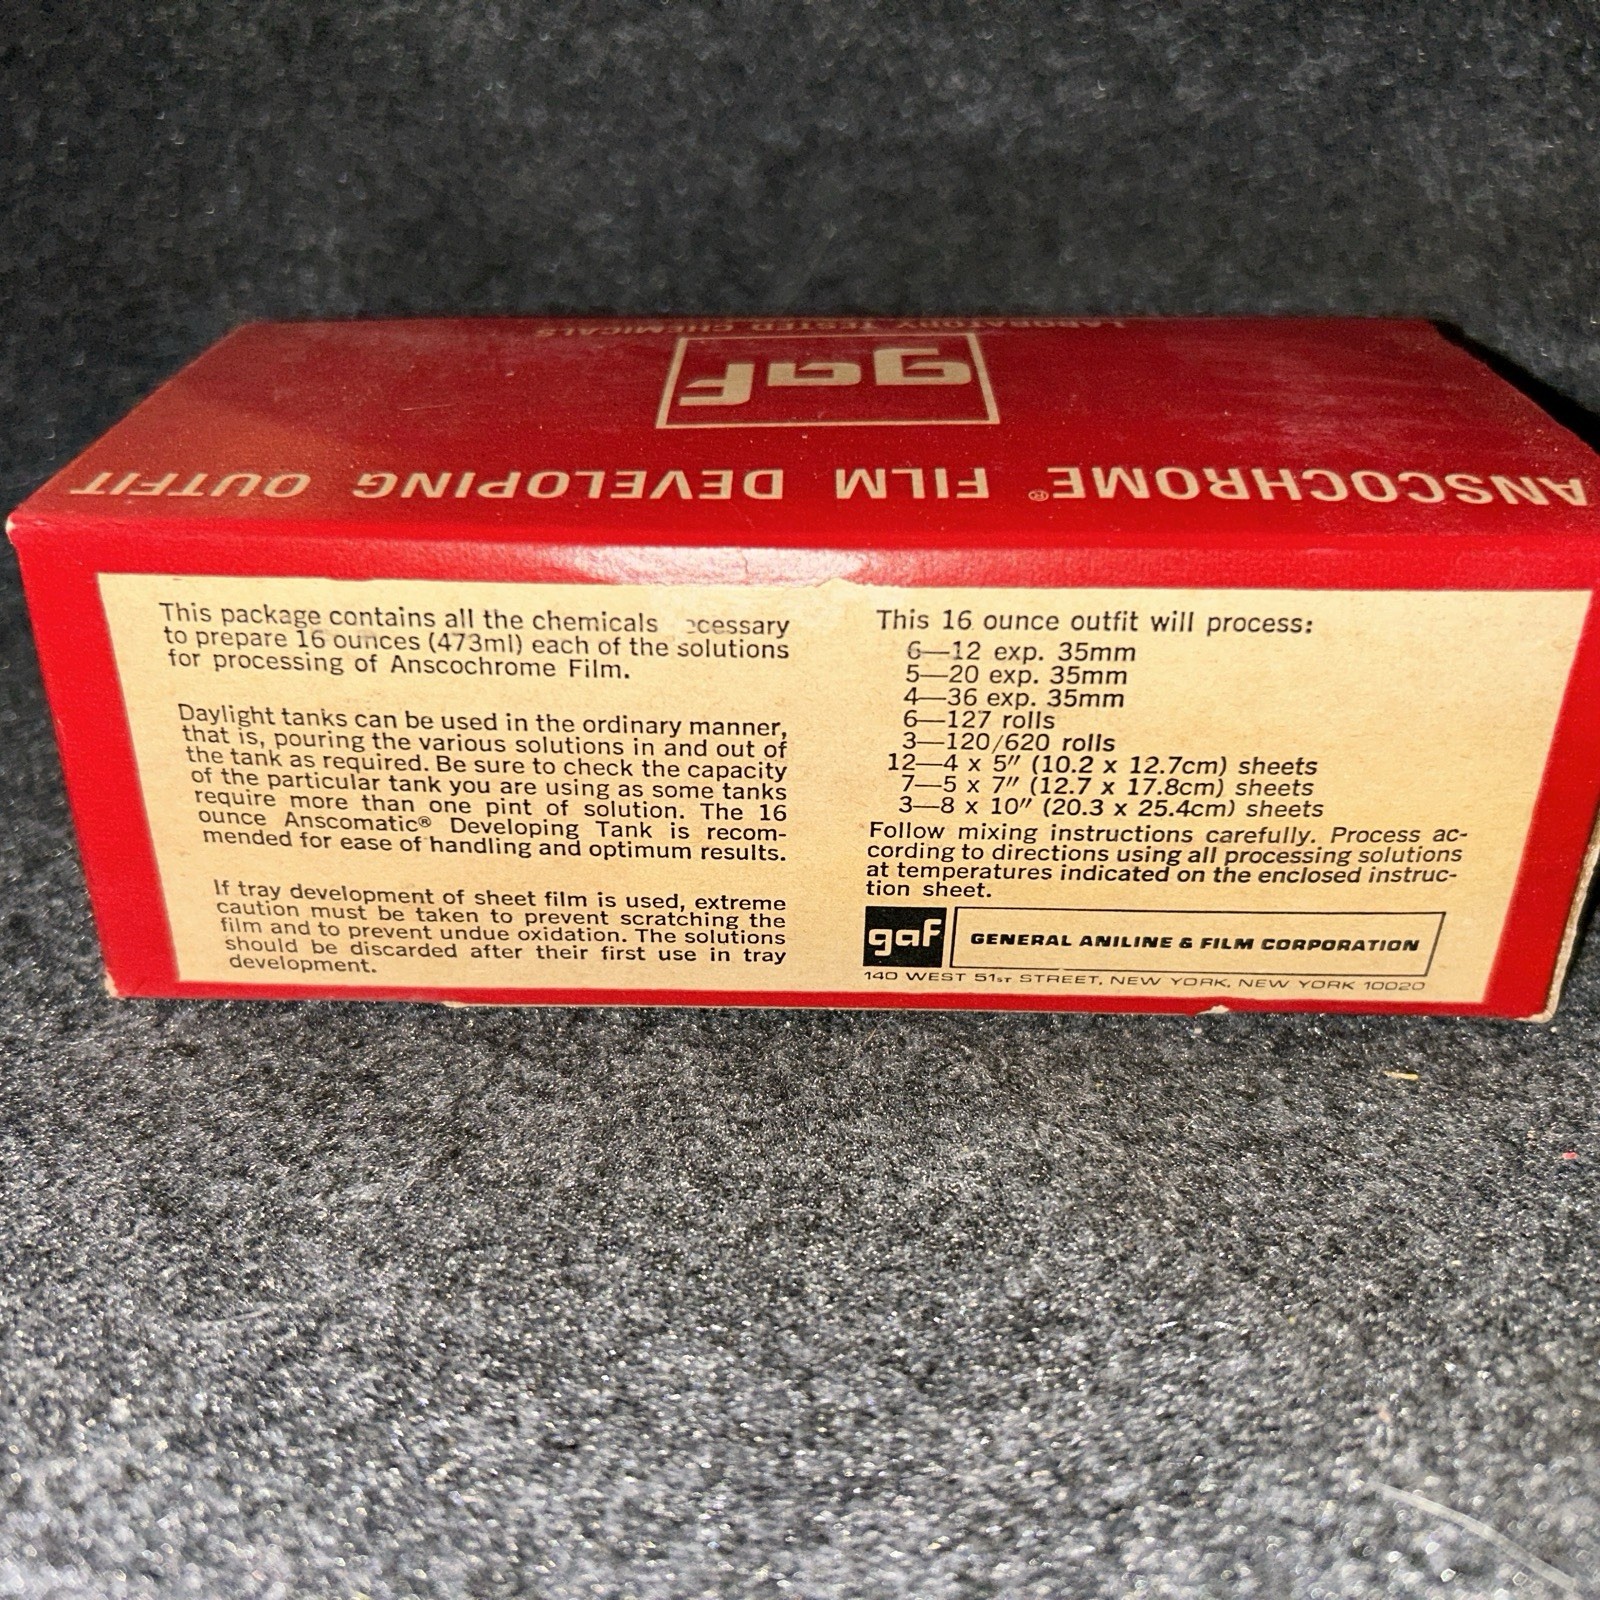 LABORATORY TESTED CHEMICALS
gaf
ANSCOCHROME® FILM DEVELOPING OUTFIT
This package contains all the chemicals
to prepare 16 ounces (473ml) each of the solutions
for processing of Anscochrome Film.
Daylight tanks can be used in the ordinary manner,
that is, pouring the various solutions in and out of
the tank as required. Be sure to check the capacity
of the particular tank you are using as some tanks
require more than one pint of solution. The 16
ounce Anscomatic® Developing Tank is recom-
mended for ease of handling and optimum results.
If tray development of sheet film is used, extreme
caution must be taken to prevent scratching the
film and to prevent undue oxidation. The solutions
should be discarded after their first use in tray
development.
This 16 ounce outfit will process:
6—12 exp. 35mm
5—20 exp. 35mm
4—36 exp. 35mm
6—127 rolls
3—120/620 rolls
12—4 x 5" (10.2 x 12.7cm) sheets
7—5 x 7" (12.7 x 17.8cm) sheets
3—8 x 10" (20.3 x 25.4cm) sheets
Follow mixing instructions carefully. Process ac-
cording to directions using all processing solutions
at temperatures indicated on the enclosed instruc-
tion sheet.
gaf GENERAL ANILINE & FILM CORPORATION
140 WEST 51ST STREET, NEW YORK, NEW YORK 10020